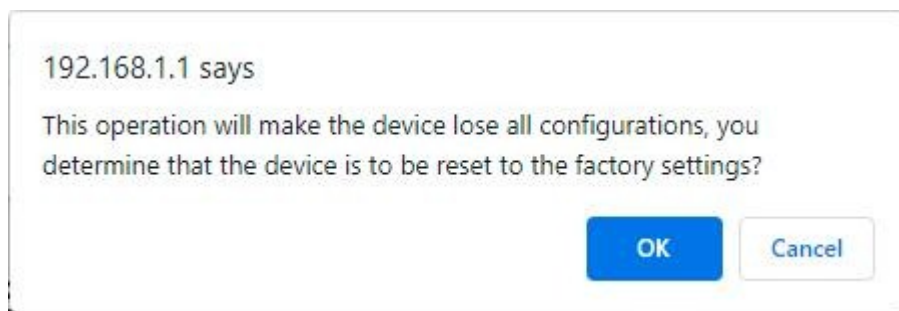 192.168.1.1 says
This operation will make the device lose all configurations, you
determine that the device is to be reset to the factory settings?
OK Cancel